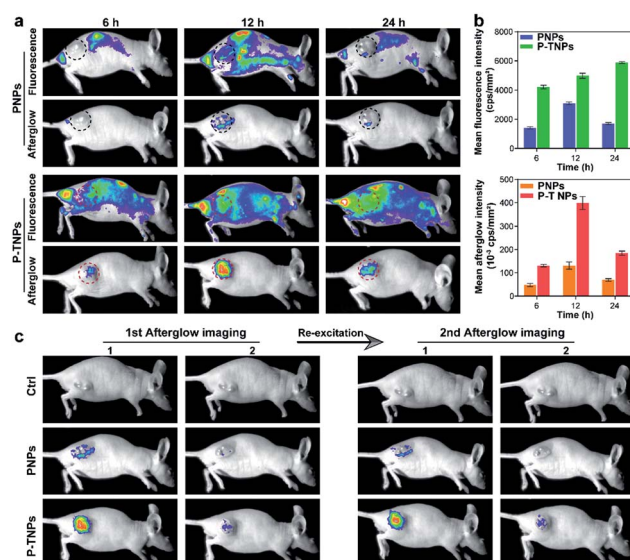 a
6 h
12 h
24 h
PNPs
Fluorescence
Afterglow
P-TNPs
Fluorescence
Afterglow
b
PNPs
P-TNPs
Mean fluorescence intensity
(cps/mm²)
8000
6000
4000
2000
0
6
12
24
Time (h)
PNPs
P-T NPs
Mean afterglow intensity
(10⁻³ cps/mm²)
500
400
300
200
100
0
6
12
24
Time (h)
c
1st Afterglow imaging
Re-excitation
2nd Afterglow imaging
1
2
1
2
Ctrl
PNPs
P-TNPs